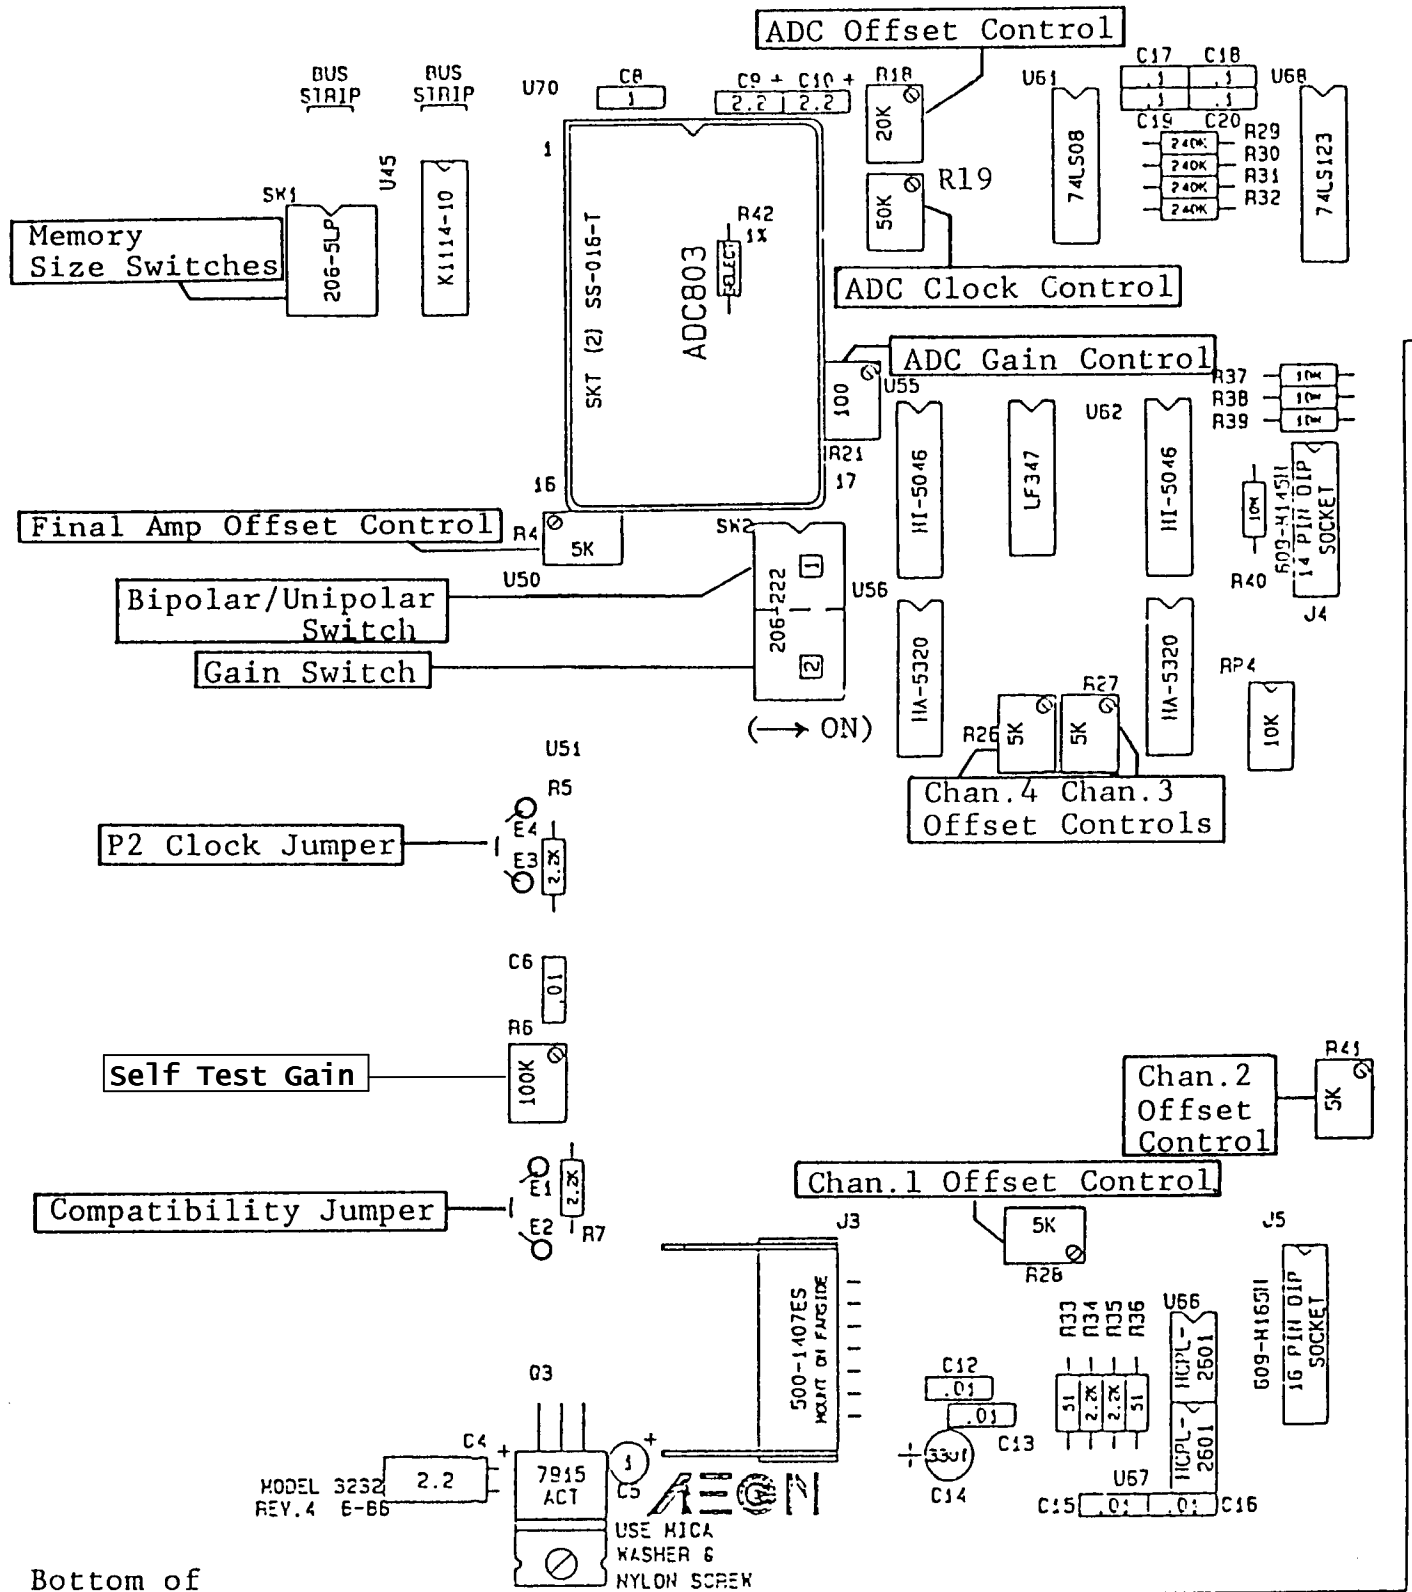 ADC Offset Control
BUS
STRIP
BUS
STRIP
U70
C8
.1
C9 + C10 +
2.2 2.2
R18
20K
U61
74LS08
C17 C18
.1 .1
.1 .1
C19 C20
U68
74LS123
R29
240K
R30
240K
R31
240K
R32
240K
1
U45
K1114-10
SW1
206-5LP
Memory
Size Switches
SKT (2) SS-016-T
ADC803
R42
1%
SELECT
R19
50K
ADC Clock Control
ADC Gain Control
100
R21
U55
HI-5046
LF347
U62
HI-5046
R37
10K
R38
10K
R39
10K
16
17
Final Amp Offset Control
R4
5K
SW2
1
206-222
2
U50
U56
Bipolar/Unipolar
Switch
Gain Switch
(→ ON)
10K
R40
609-M145H
14 PIN DIP
SOCKET
J4
HA-5320
HA-5320
R26
5K
R27
5K
RP4
10K
Chan.4 Chan.3
Offset Controls
U51
R5
E4
E3
2.2K
P2 Clock Jumper
C6
.01
R6
100K
Self Test Gain
Chan.2
Offset
Control
R41
5K
Chan.1 Offset Control
5K
R28
E1
E2
2.2K
R7
Compatibility Jumper
J3
500-1407ES
MOUNT ON FARSIDE
J5
609-M165H
16 PIN DIP
SOCKET
R33
R34
R35
R36
51
2.2K
2.2K
51
U66
HCPL-
2601
HCPL-
2601
U67
C12
.01
.01
C13
33uf
C14
C15 .01 .01 C16
Q3
C4 +
2.2
7915
ACT
+
1
C5
AEON
MODEL 3232
REV.4 6-86
USE MICA
WASHER &
NYLON SCREW
Bottom of